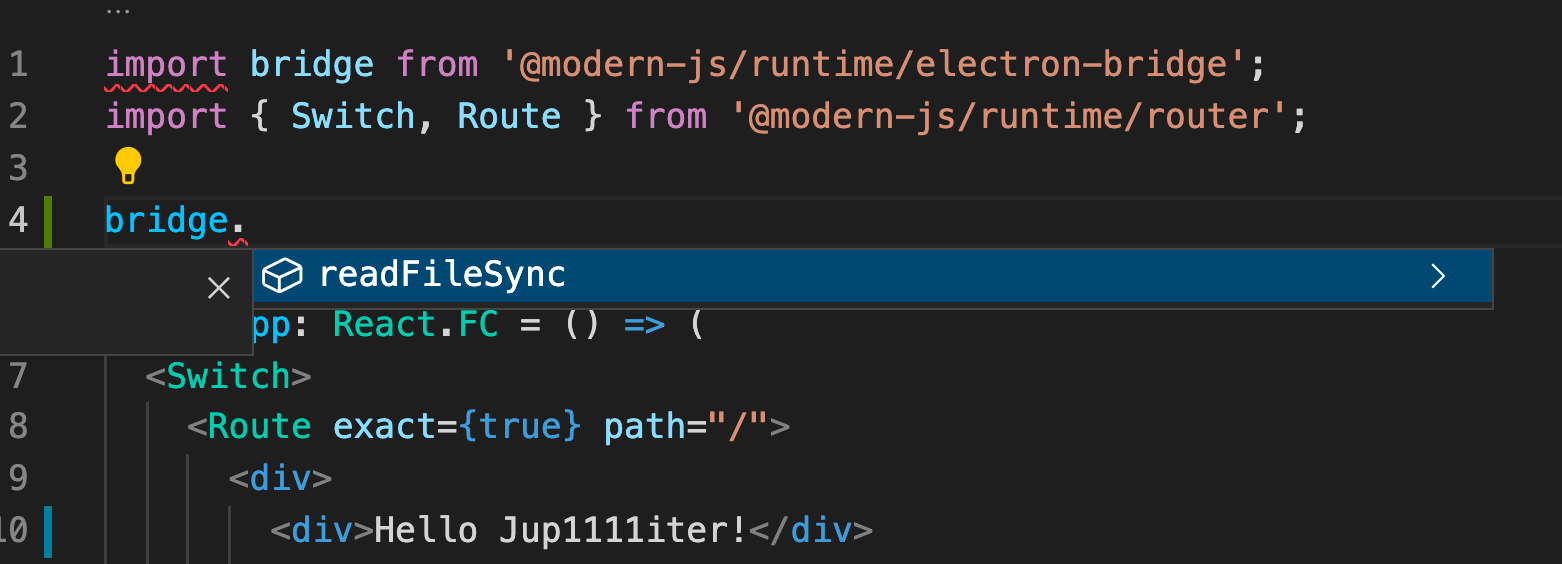 ...
1 import bridge from '@modern-js/runtime/electron-bridge';
2 import { Switch, Route } from '@modern-js/runtime/router';
3
4 bridge.
readFileSync
pp: React.FC = () => (
7 <Switch>
8 <Route exact={true} path="/">
9 <div>
10 <div>Hello Jup1111iter!</div>